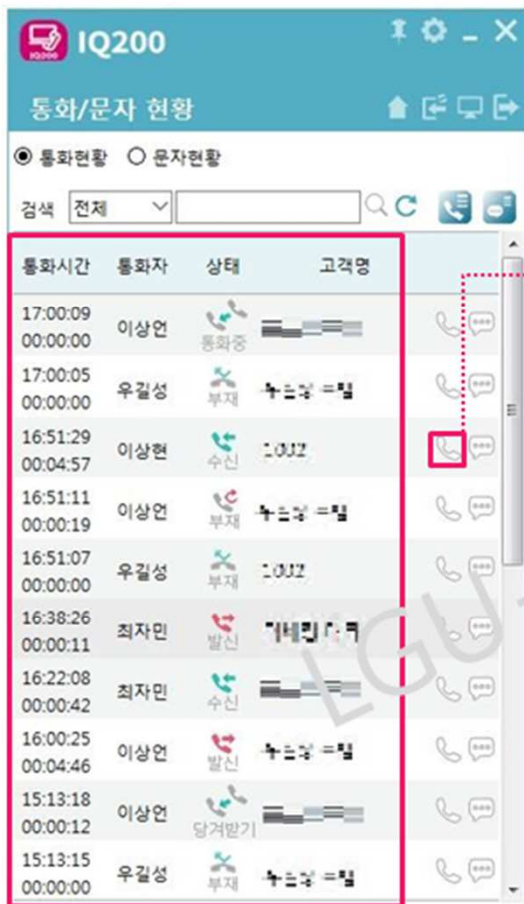 IQ200
IQ200
통화/문자 현황
통화현황 문자현황
검색 전체
통화시간 통화자 상태 고객명
17:00:09
00:00:00
이상언
통화중
17:00:05
00:00:00
우길성
부재
16:51:29
00:04:57
이상현
수신
1002
16:51:11
00:00:19
이상언
부재
16:51:07
00:00:00
우길성
부재
1002
16:38:26
00:00:11
최자민
발신
16:22:08
00:00:42
최자민
수신
16:00:25
00:04:46
이상언
발신
15:13:18
00:00:12
이상언
당겨받기
15:13:15
00:00:00
우길성
부재
LGU